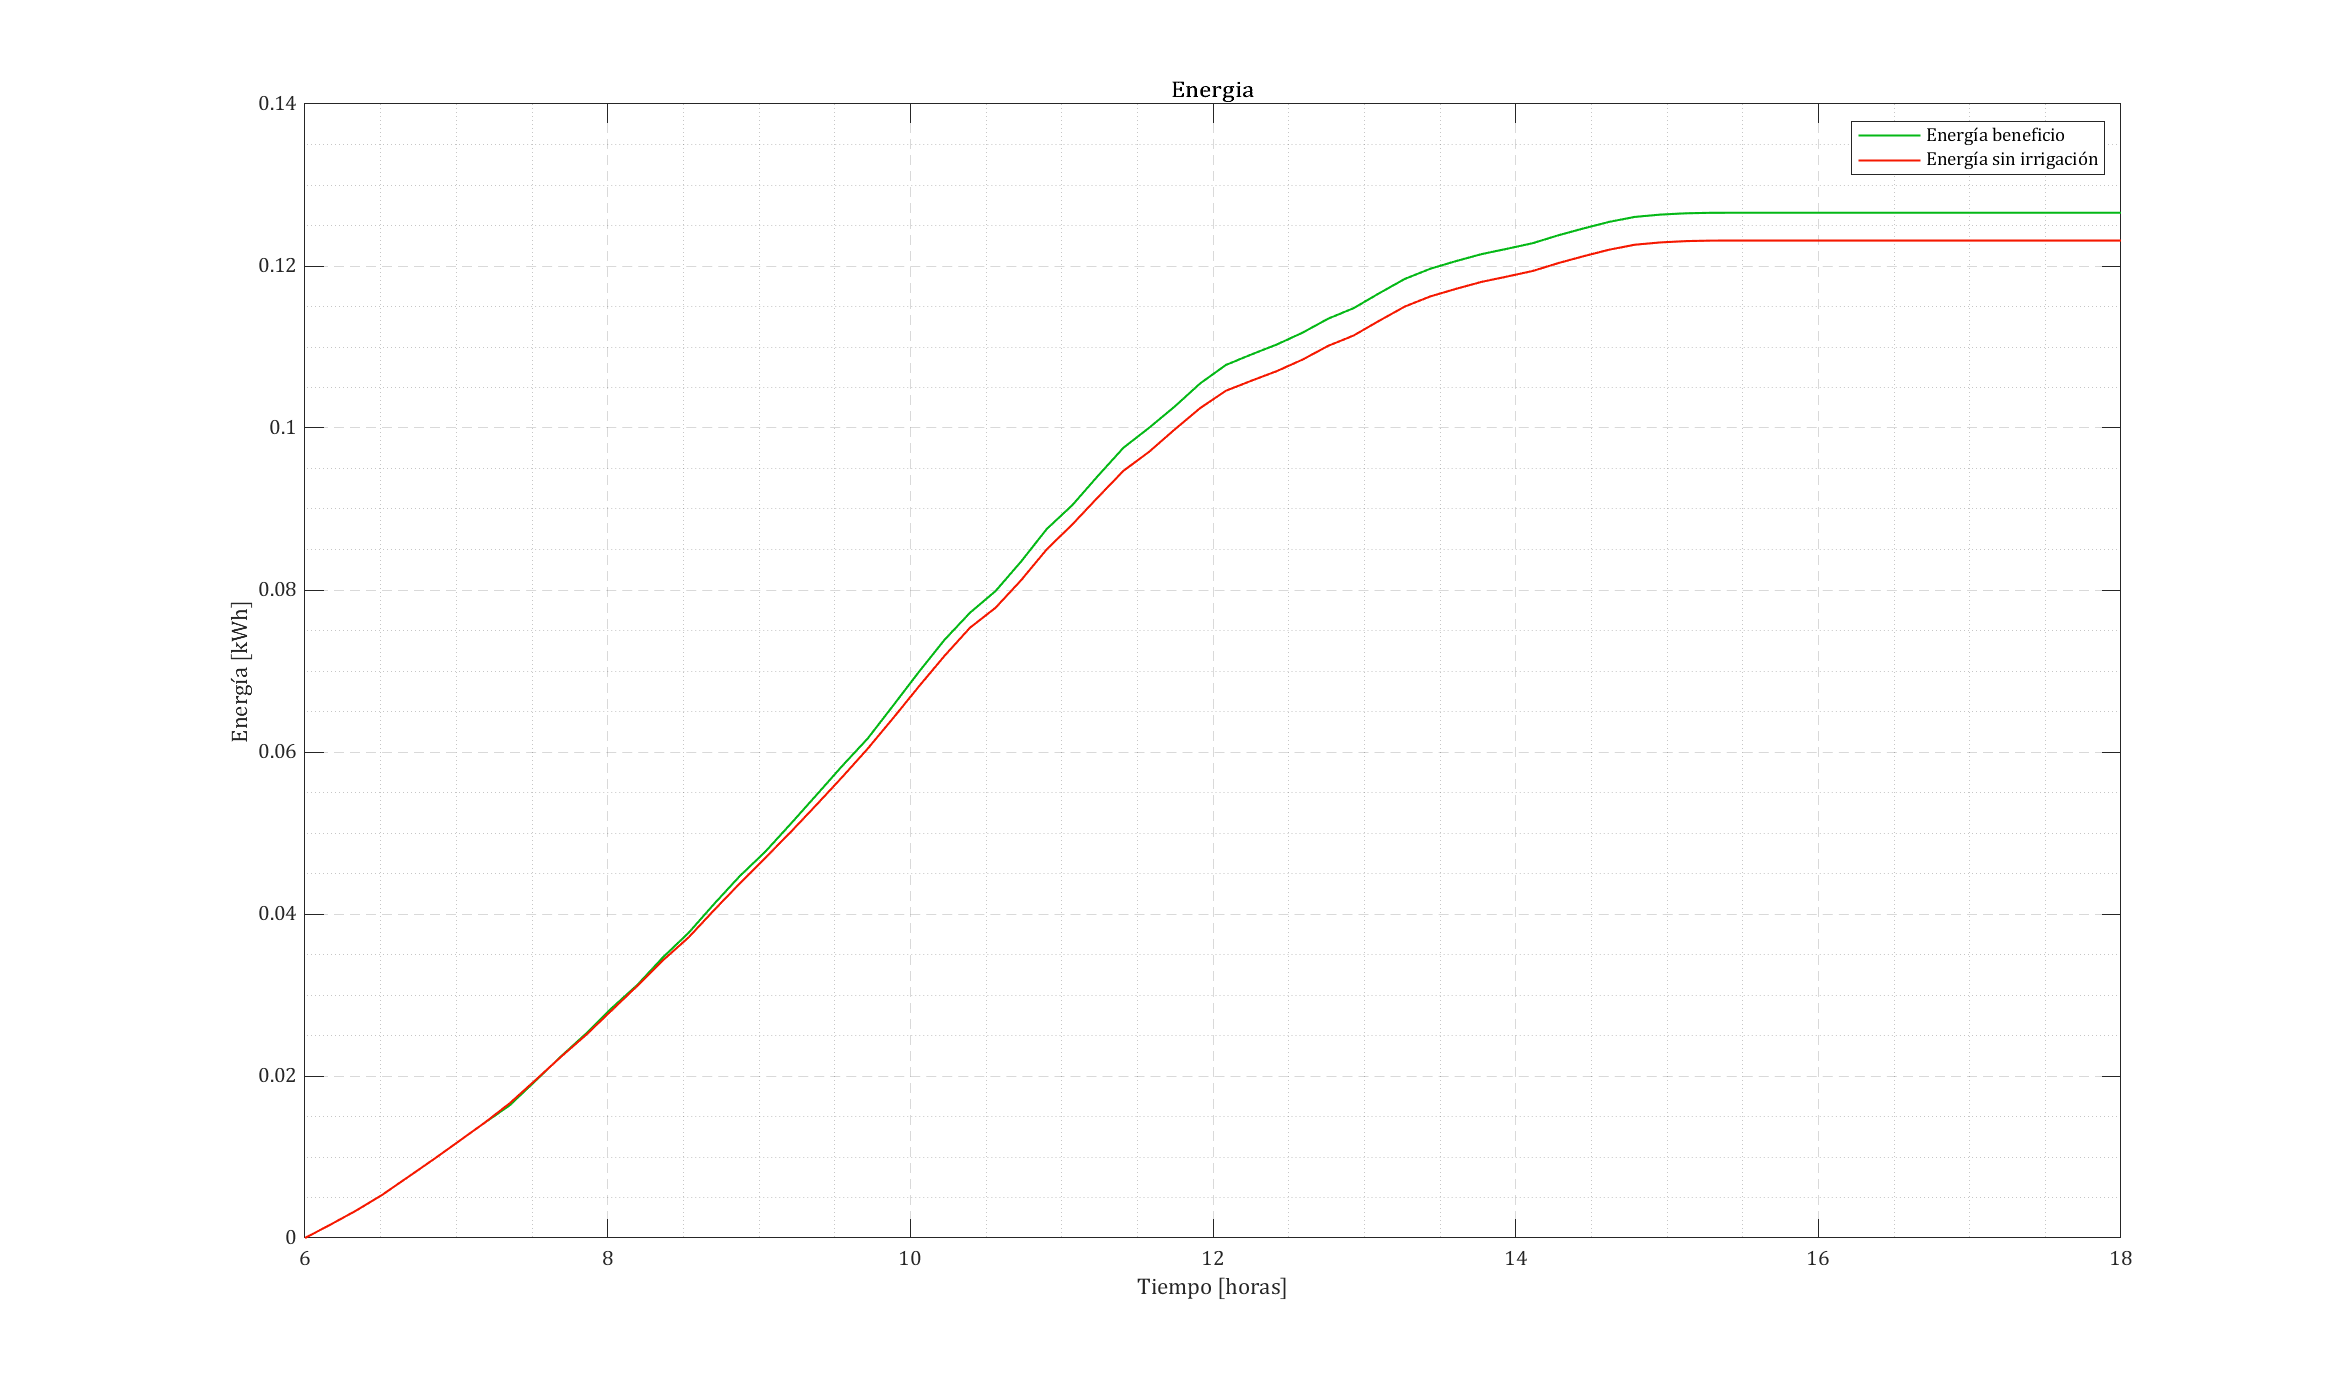 Energia
0.14
0.12
0.1
0.08
0.06
0.04
0.02
0
Energía [kWh]
Energía beneficio
Energía sin irrigación
6 8 10 12 14 16 18
Tiempo [horas]